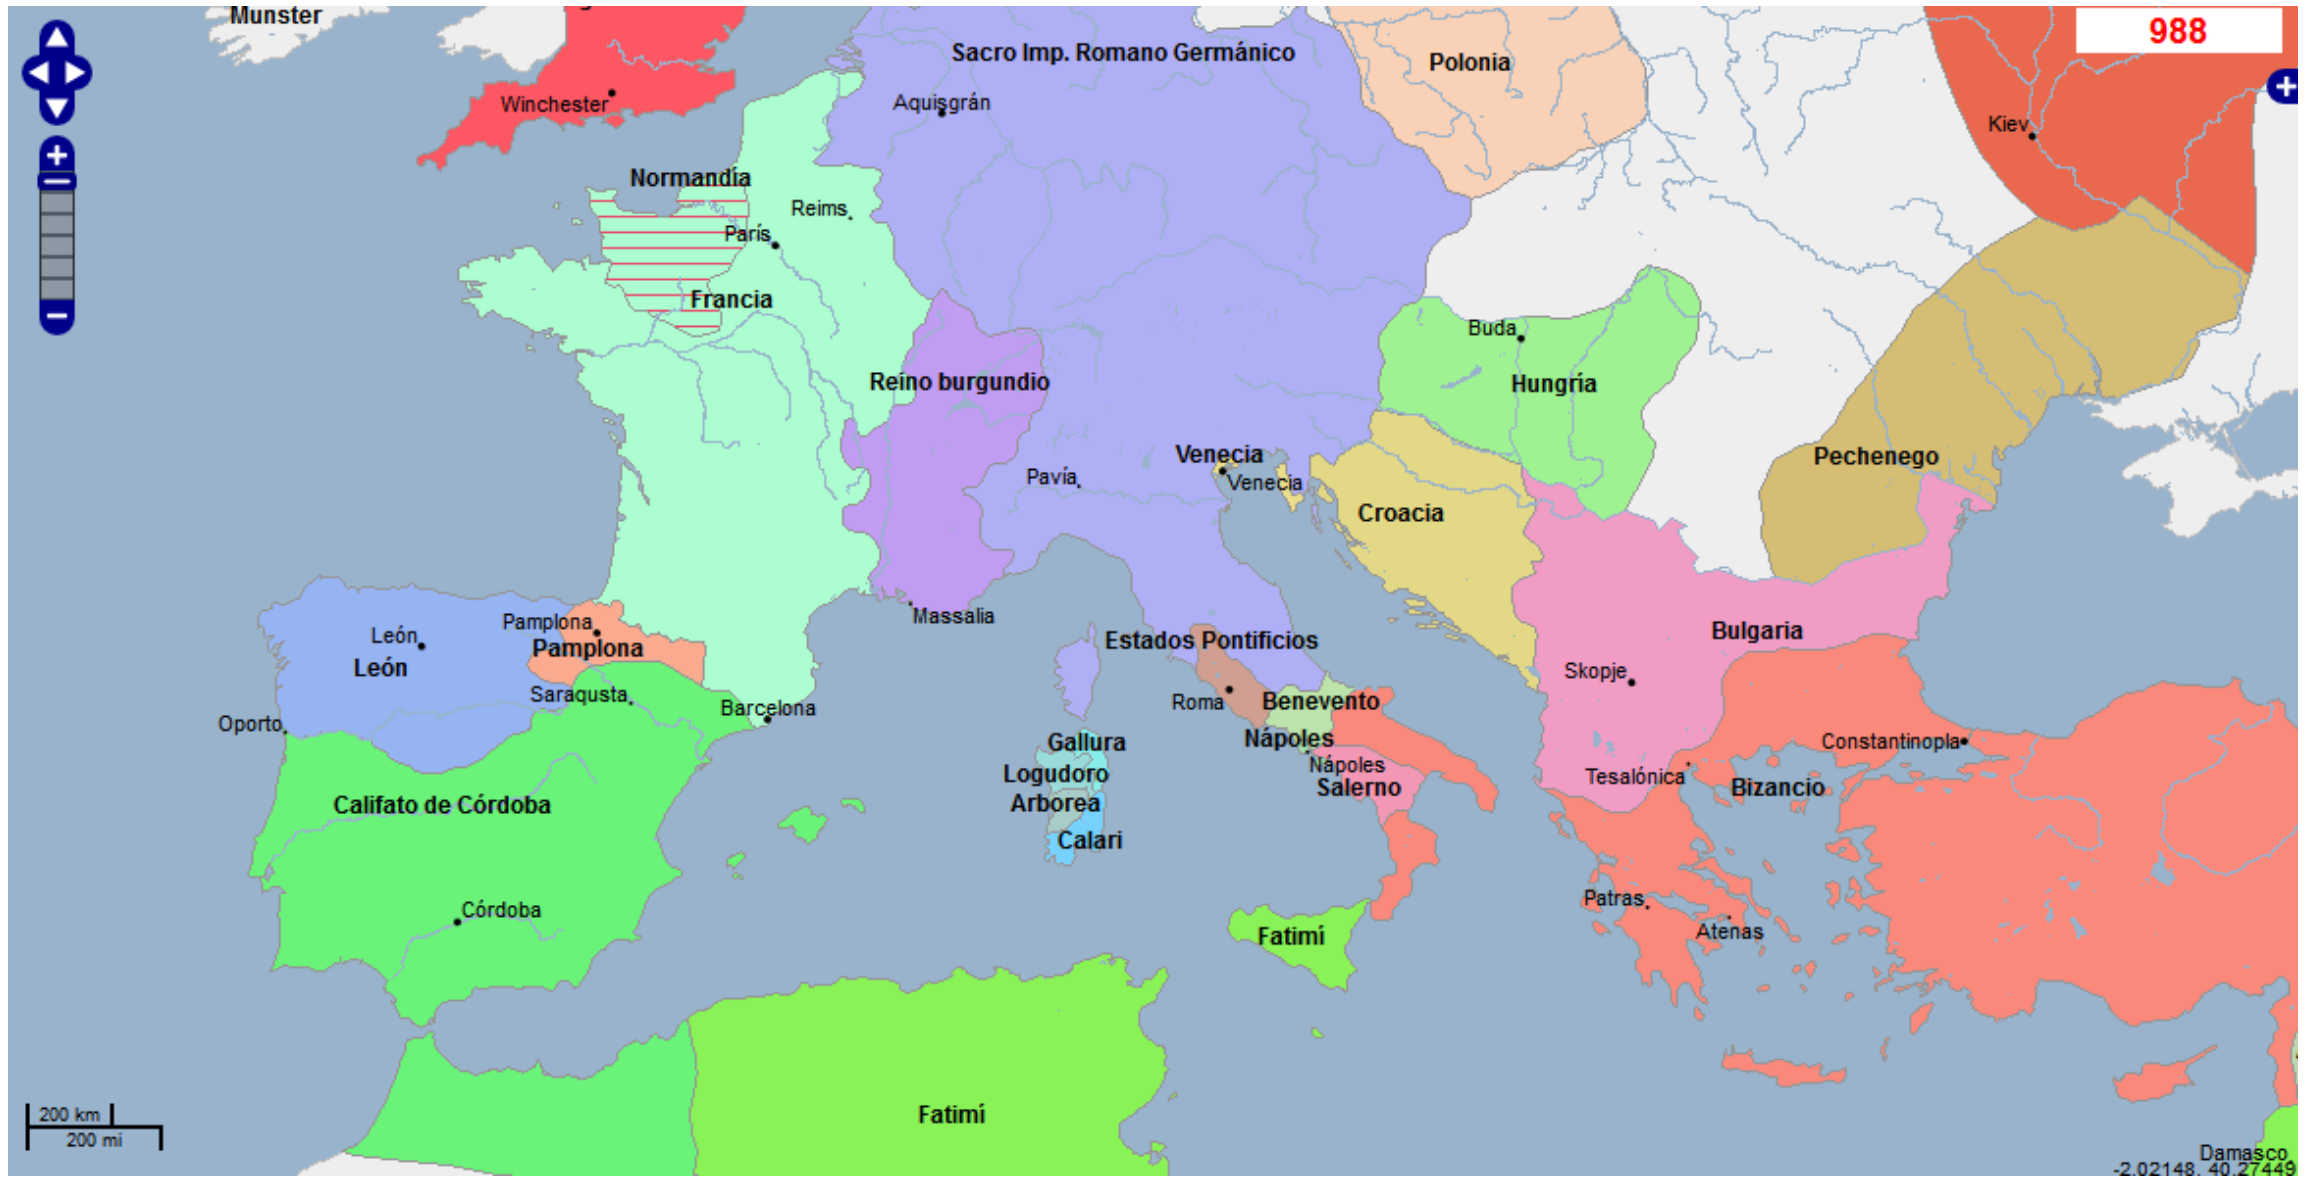 Munster
988
Sacro Imp. Romano Germánico
Polonia
Winchester
Aquisgrán
Kiev
Normandía
Reims
París
Francia
Buda
Reino burgundio
Hungría
Venecia
Venecia
Pavía
Pechenego
Croacia
Massalia
Pamplona
León
Pamplona
León
Estados Pontificios
Bulgaria
Skopje
Saraqusta
Barcelona
Roma
Benevento
Oporto
Gallura
Nápoles
Nápoles
Constantinopla
Logudoro
Tesalónica
Bizancio
Salerno
Califato de Córdoba
Arborea
Calari
Córdoba
Patras
Atenas
Fatimí
Fatimí
200 km
200 mi
Damasco
-2.02148, 40.27449